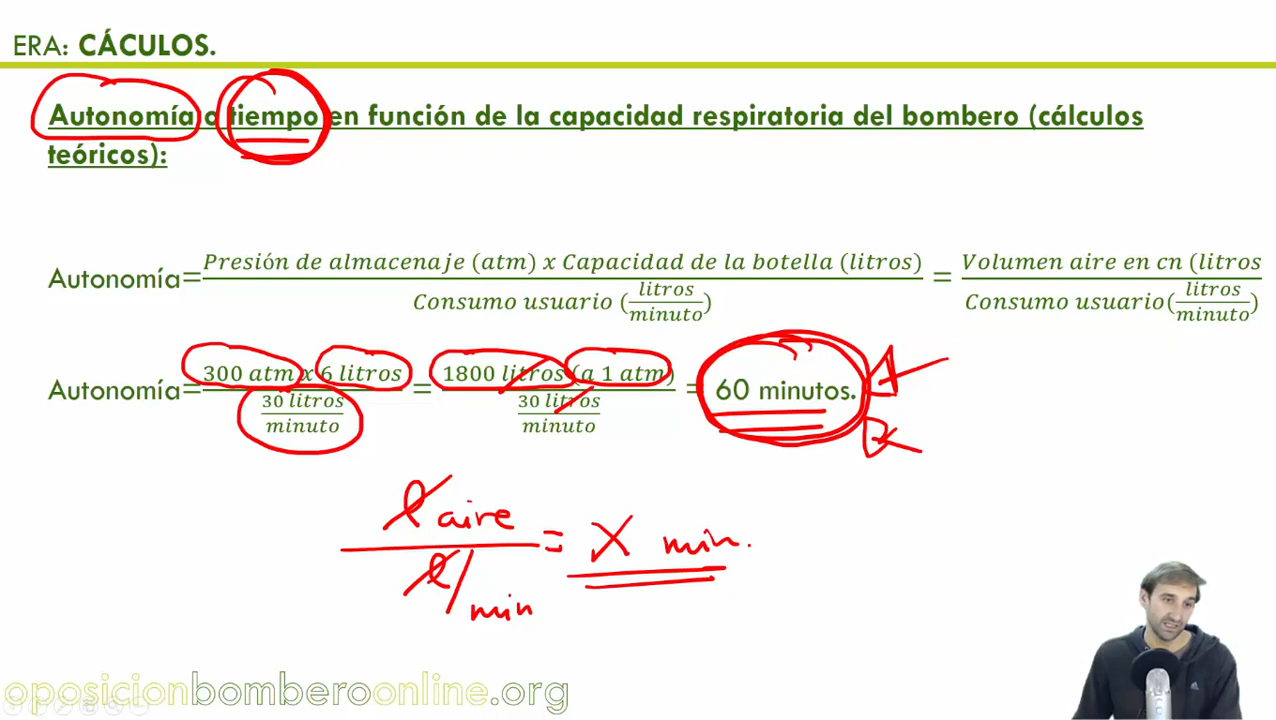 ERA: CÁCULOS.
Autonomía o tiempo en función de la capacidad respiratoria del bombero (cálculos
teóricos):
Autonomía= Presión de almacenaje (atm) x Capacidad de la botella (litros) / Consumo usuario (litros/minuto) = Volumen aire en cn (litros / Consumo usuario(litros/minuto)
Autonomía= 300 atm x 6 litros / 30 litros/minuto = 1800 litros (a 1 atm) / 30 litros/minuto = 60 minutos.
l aire / l/min = X min.
oposicionbomberoonline.org